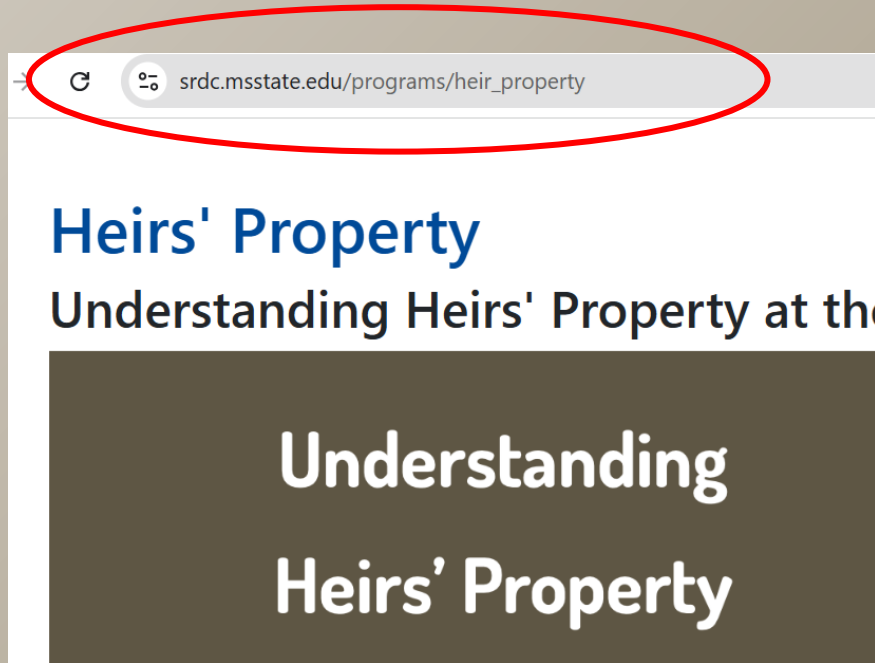 srdc.msstate.edu/programs/heir_property
Heirs' Property
Understanding Heirs' Property at the
Understanding
Heirs’ Property